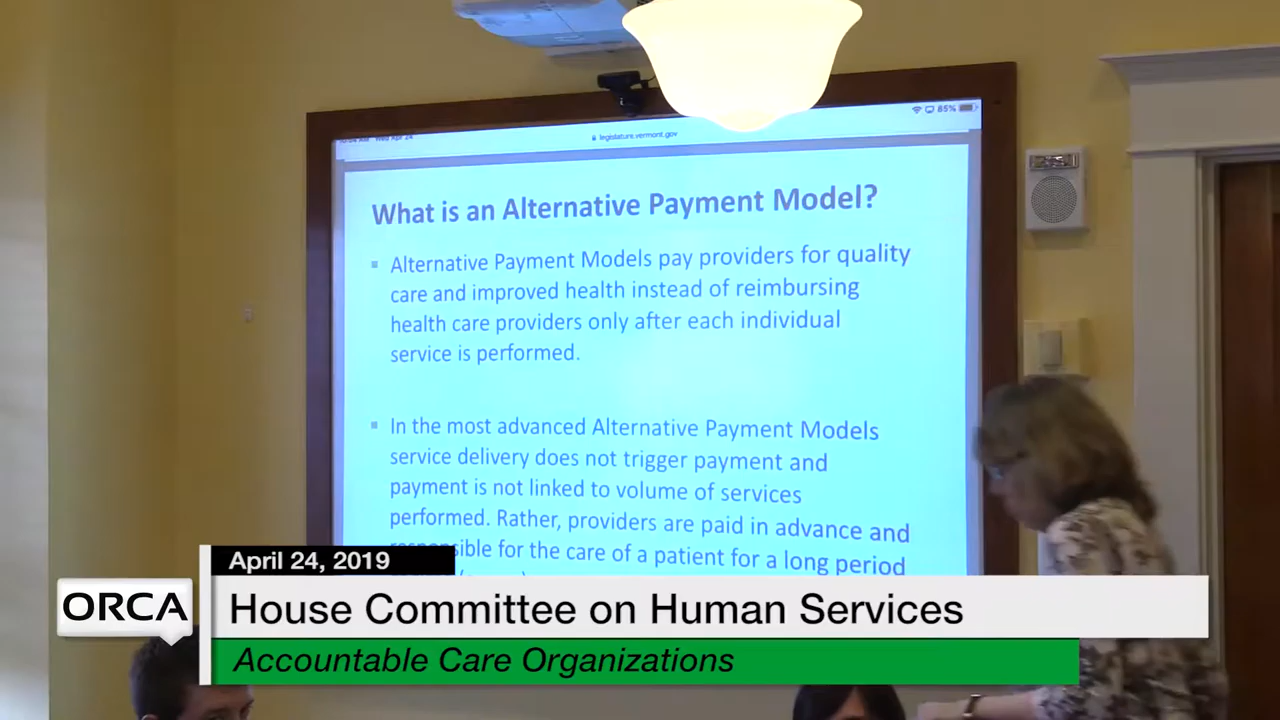 85%
legislature.vermont.gov
What is an Alternative Payment Model?
Alternative Payment Models pay providers for quality
care and improved health instead of reimbursing
health care providers only after each individual
service is performed.
In the most advanced Alternative Payment Models
service delivery does not trigger payment and
payment is not linked to volume of services
performed. Rather, providers are paid in advance and
responsible for the care of a patient for a long period
April 24, 2019
ORCA
House Committee on Human Services
Accountable Care Organizations